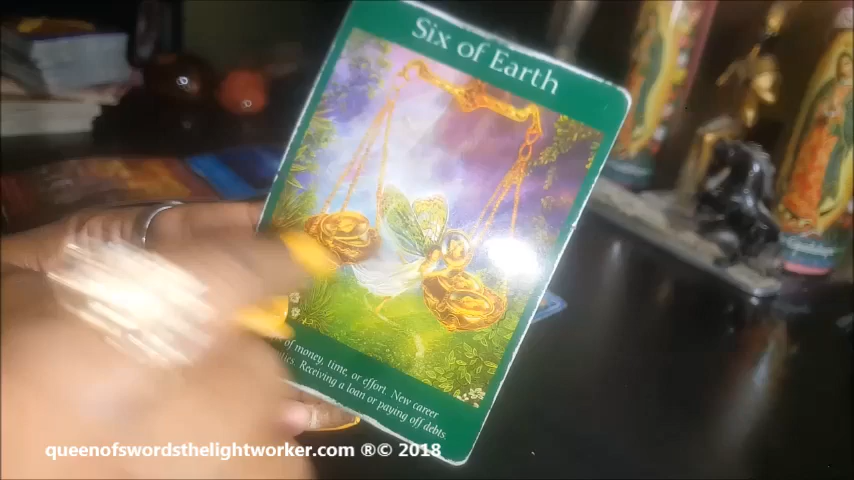 Six of Earth
of money, time, or effort. New career
Receiving a loan or paying off debts.
queenofswordsthelightworker.com ®© 2018